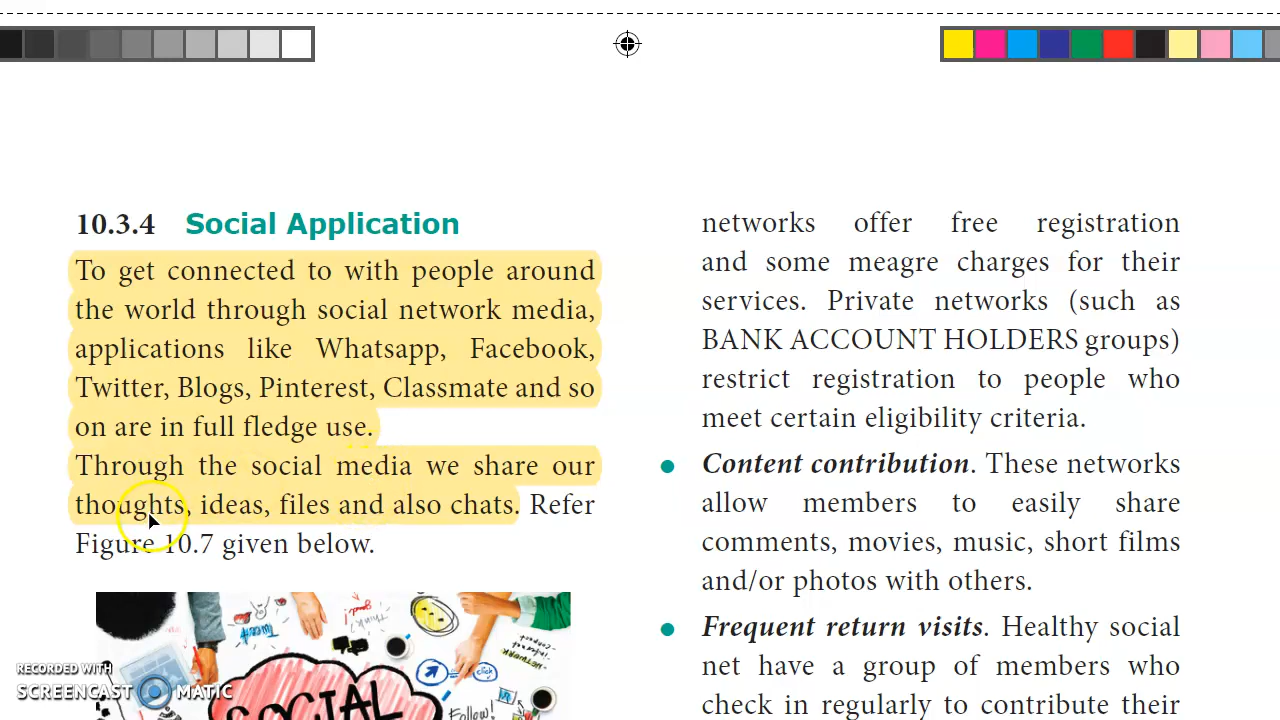 10.3.4 Social Application
To get connected to with people around
the world through social network media,
applications like Whatsapp, Facebook,
Twitter, Blogs, Pinterest, Classmate and so
on are in full fledge use.
Through the social media we share our
thoughts, ideas, files and also chats. Refer
Figure 10.7 given below.
Think?
SOCIAL
click
Follow!
RECORDED WITH
SCREENCAST MATIC
networks offer free registration
and some meagre charges for their
services. Private networks (such as
BANK ACCOUNT HOLDERS groups)
restrict registration to people who
meet certain eligibility criteria.
Content contribution. These networks
allow members to easily share
comments, movies, music, short films
and/or photos with others.
Frequent return visits. Healthy social
net have a group of members who
check in regularly to contribute their